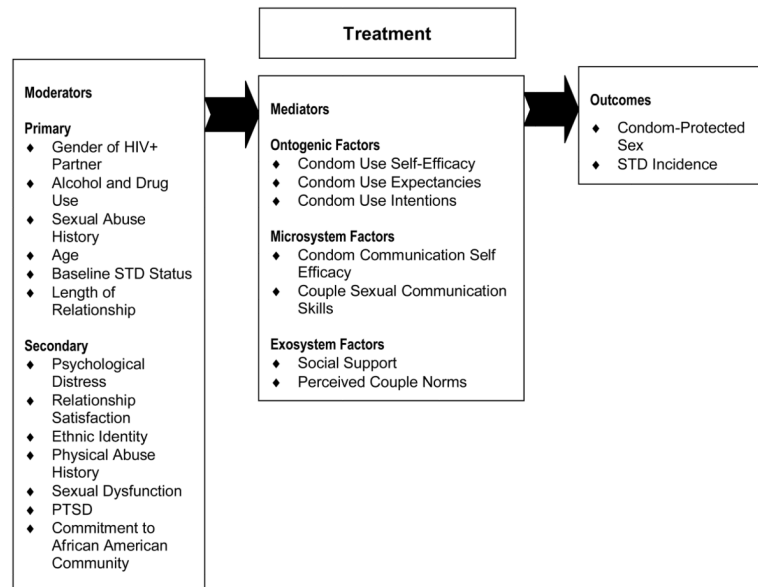 Treatment
Moderators
Primary
♦ Gender of HIV+
Partner
♦ Alcohol and Drug
Use
♦ Sexual Abuse
History
♦ Age
♦ Baseline STD Status
♦ Length of
Relationship
Secondary
♦ Psychological
Distress
♦ Relationship
Satisfaction
♦ Ethnic Identity
♦ Physical Abuse
History
♦ Sexual Dysfunction
♦ PTSD
♦ Commitment to
African American
Community
Mediators
Ontogenic Factors
♦ Condom Use Self-Efficacy
♦ Condom Use Expectancies
♦ Condom Use Intentions
Microsystem Factors
♦ Condom Communication Self
Efficacy
♦ Couple Sexual Communication
Skills
Exosystem Factors
♦ Social Support
♦ Perceived Couple Norms
Outcomes
♦ Condom-Protected
Sex
♦ STD Incidence